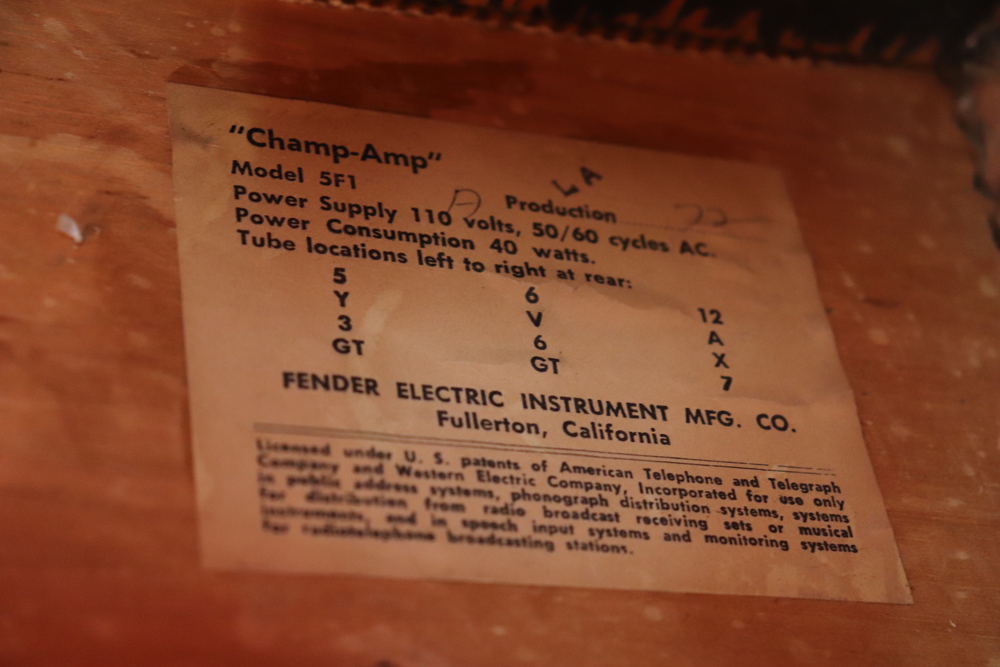 "Champ-Amp"
LA
Model 5F1 Production 22
Power Supply 110 volts, 50/60 cycles AC.
Power Consumption 40 watts.
Tube locations left to right at rear:
5 6 12
Y V A
3 6 X
GT GT 7
FENDER ELECTRIC INSTRUMENT MFG. CO.
Fullerton, California
Licensed under U. S. patents of American Telephone and Telegraph
Company and Western Electric Company, Incorporated for use only
in public address systems, phonograph distribution systems, systems
for distribution from radio broadcast receiving sets or musical
instruments, and in speech input systems and monitoring systems
for radiotelephone broadcasting stations.